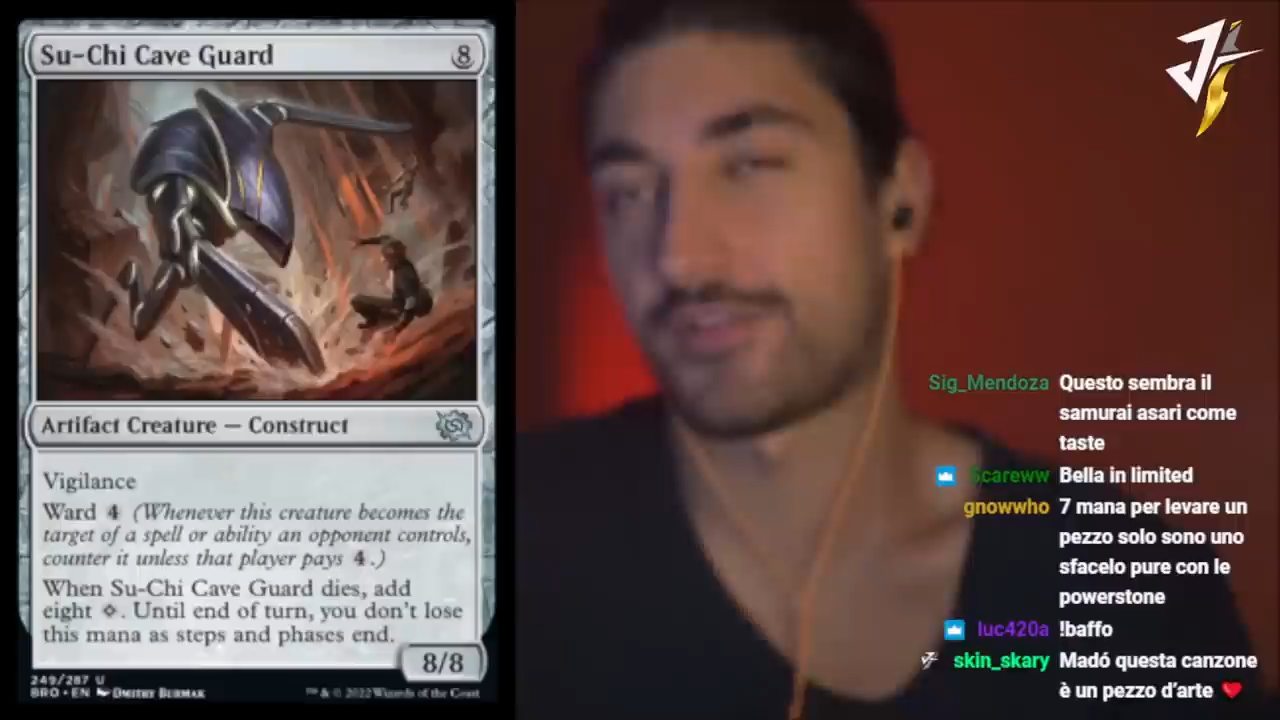 Su-Chi Cave Guard 8
Artifact Creature — Construct
Vigilance
Ward 4 (Whenever this creature becomes the
target of a spell or ability an opponent controls,
counter it unless that player pays 4.)
When Su-Chi Cave Guard dies, add
eight ◇. Until end of turn, you don't lose
this mana as steps and phases end.
8/8
249/287 U
BRO • EN Dmitry Burmak
™ & © 2022 Wizards of the Coast
Sig_Mendoza Questo sembra il
samurai asari come
taste
Scareww Bella in limited
gnowwho 7 mana per levare un
pezzo solo sono uno
sfacelo pure con le
powerstone
luc420a !baffo
skin_skary Madó questa canzone
è un pezzo d'arte ❤